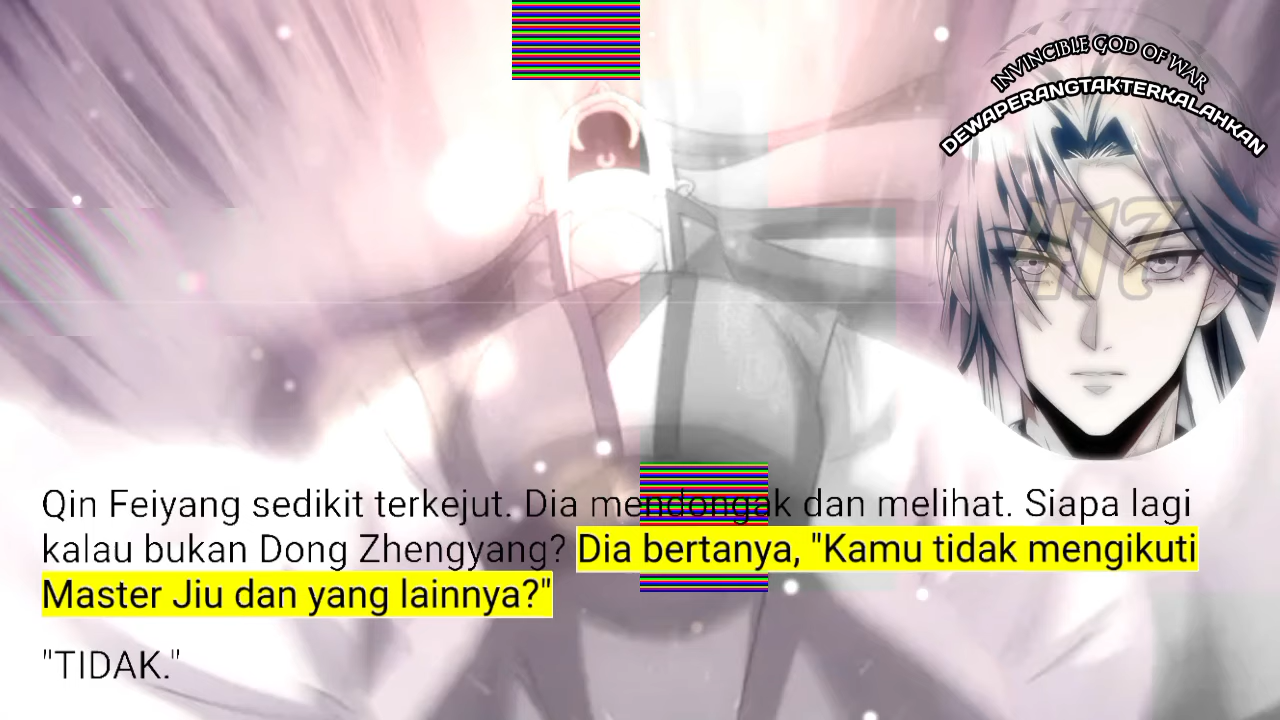 INVINCIBLE GOD OF WAR
DEWAPERANGTAKTERKALAHKAN
417
Qin Feiyang sedikit terkejut. Dia mendongak dan melihat. Siapa lagi
kalau bukan Dong Zhengyang? Dia bertanya, "Kamu tidak mengikuti
Master Jiu dan yang lainnya?"
"TIDAK."